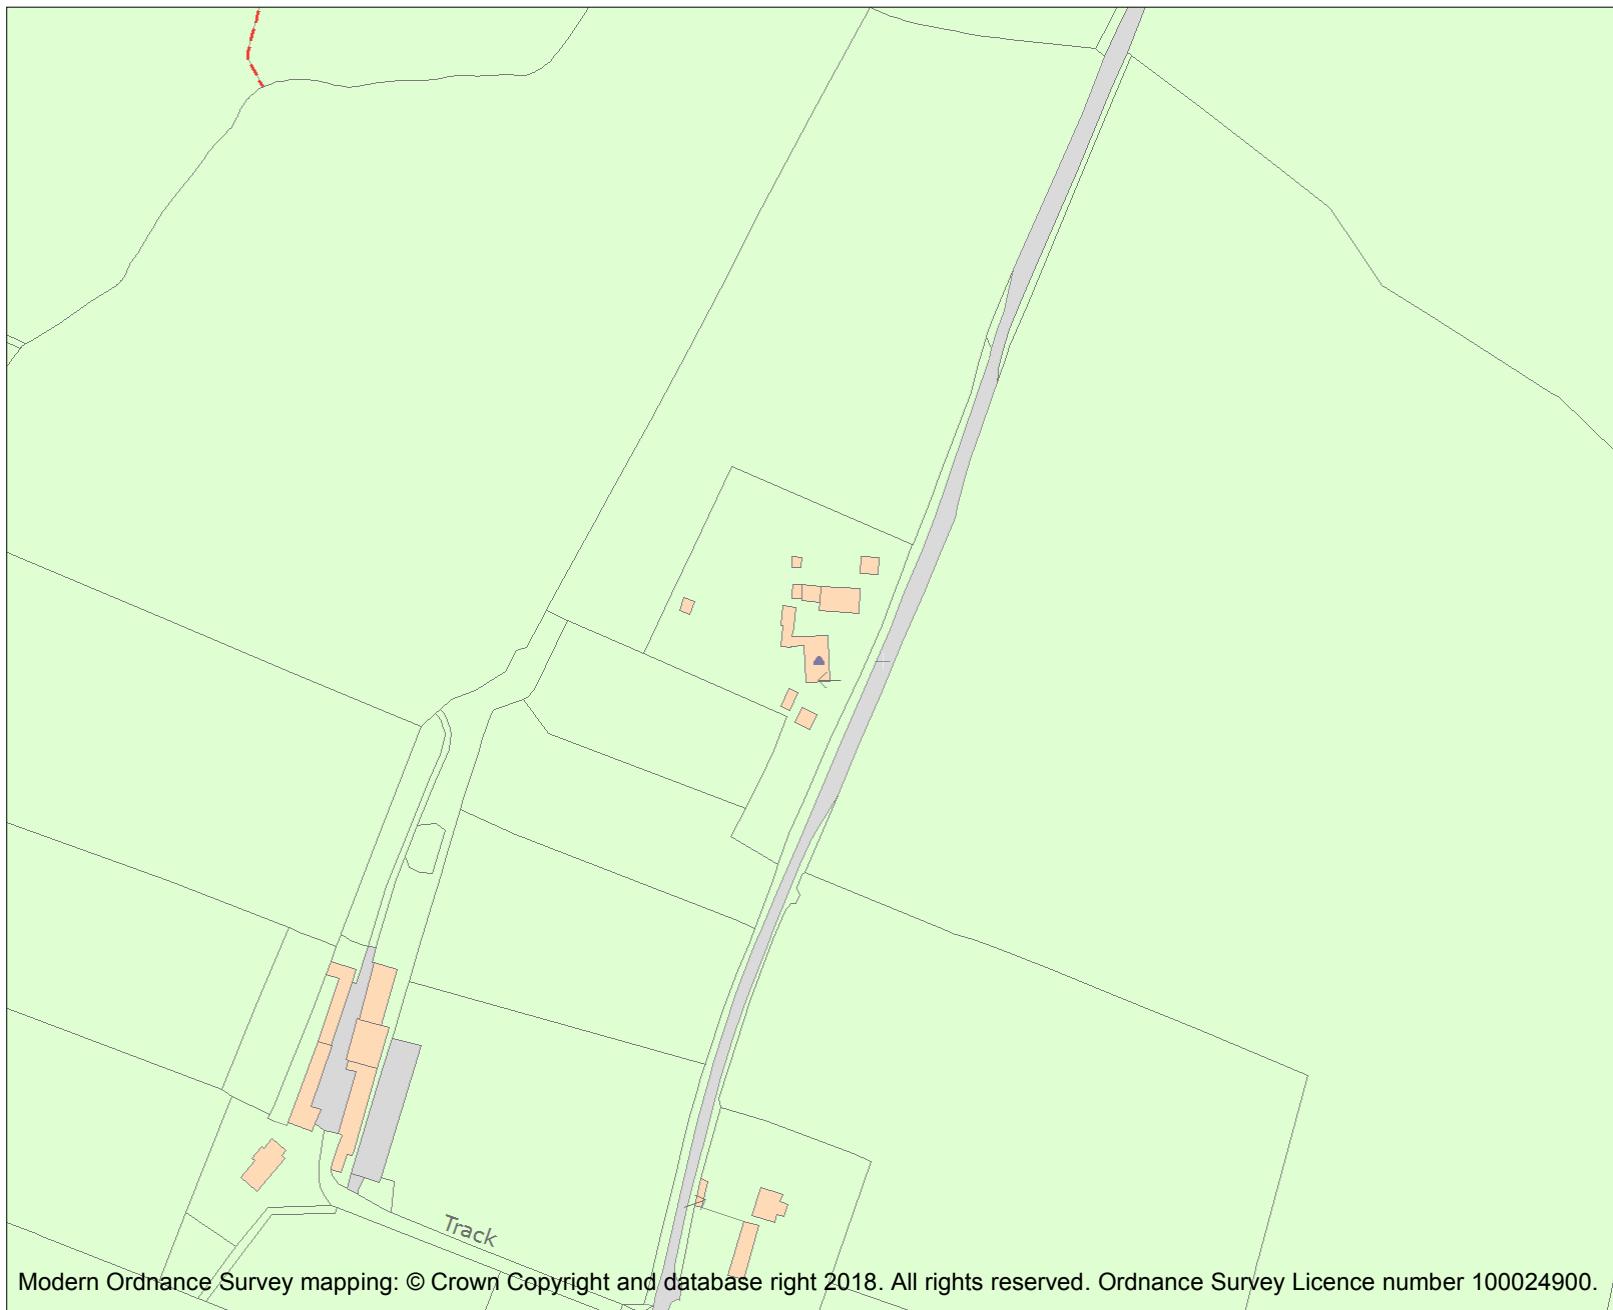 Track
Modern Ordnance Survey mapping: © Crown Copyright and database right 2018. All rights reserved. Ordnance Survey Licence number 100024900.